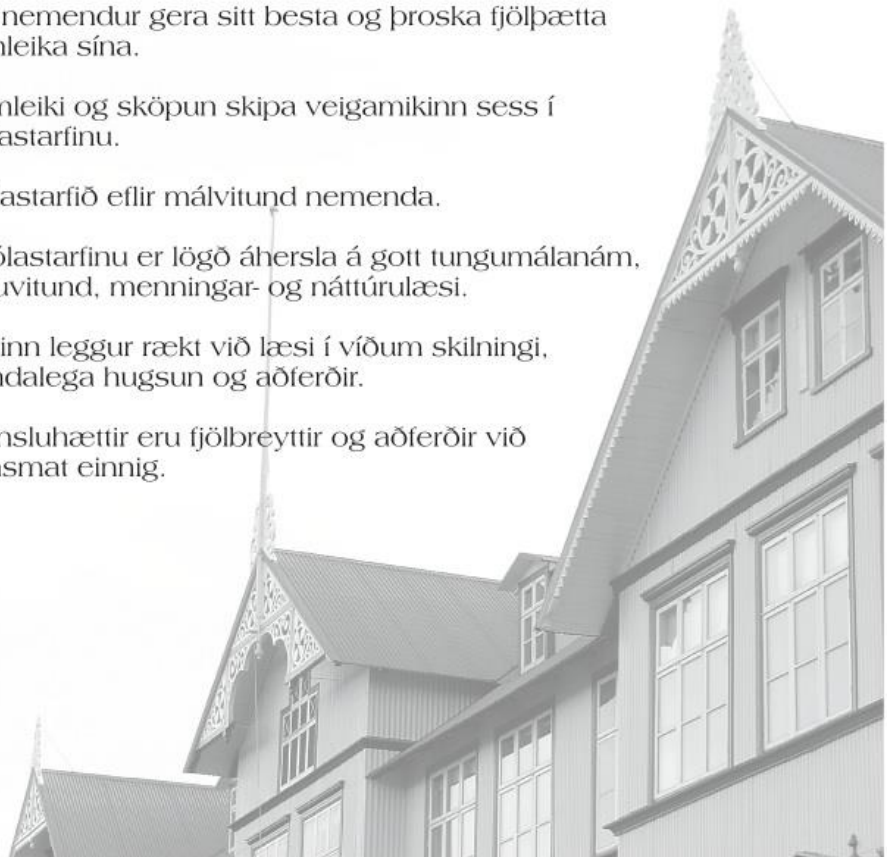 nemendur gera sitt besta og þroska fjölþætta
leika sína.
nleiki og sköpun skipa veigamikinn sess í
astarfinu.
astarfið eflir málvitund nemenda.
ólastarfinu er lögð áhersla á gott tungumálanám,
uvitund, menningar- og náttúrulæsi.
inn leggur rækt við læsi í víðum skilningi,
ndalega hugsun og aðferðir.
nsluhættir eru fjölbreyttir og aðferðir við
smat einnig.